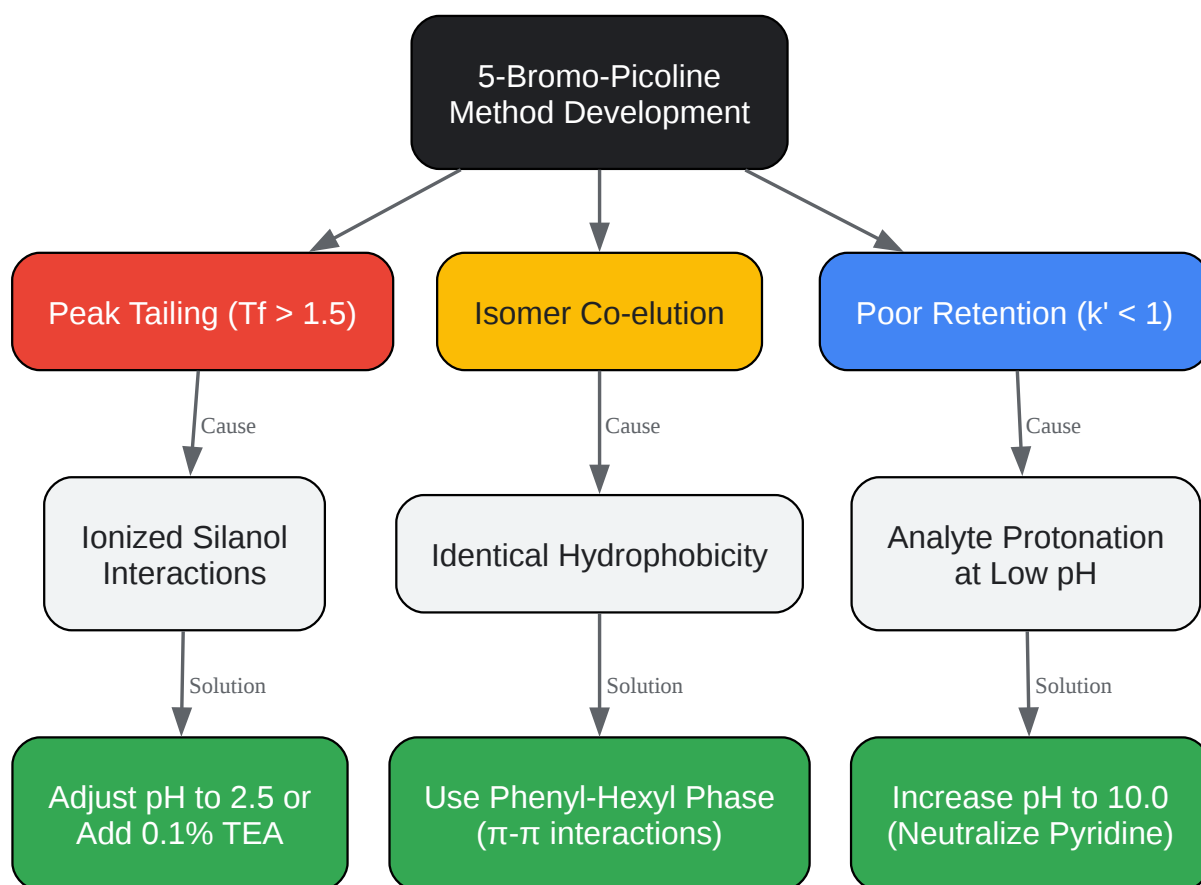 5-Bromo-Picoline
Method Development
Peak Tailing (Tf > 1.5)
Isomer Co-elution
Poor Retention (k' < 1)
Cause
Cause
Cause
Ionized Silanol
Interactions
Identical Hydrophobicity
Analyte Protonation
at Low pH
Solution
Solution
Solution
Adjust pH to 2.5 or
Add 0.1% TEA
Use Phenyl-Hexyl Phase
(π-π interactions)
Increase pH to 10.0
(Neutralize Pyridine)